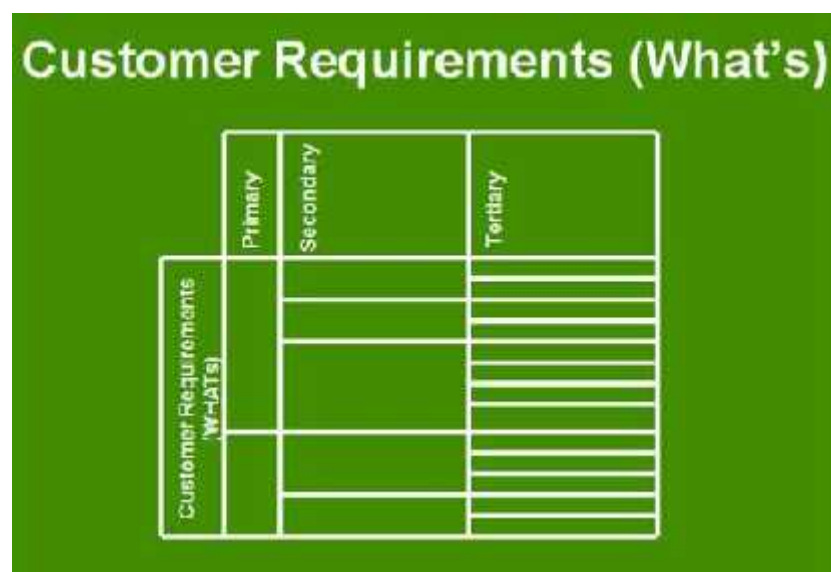 Customer Requirements (What's)
Primary
Secondary
Tertiary
Customer Requirements
(WHATs)